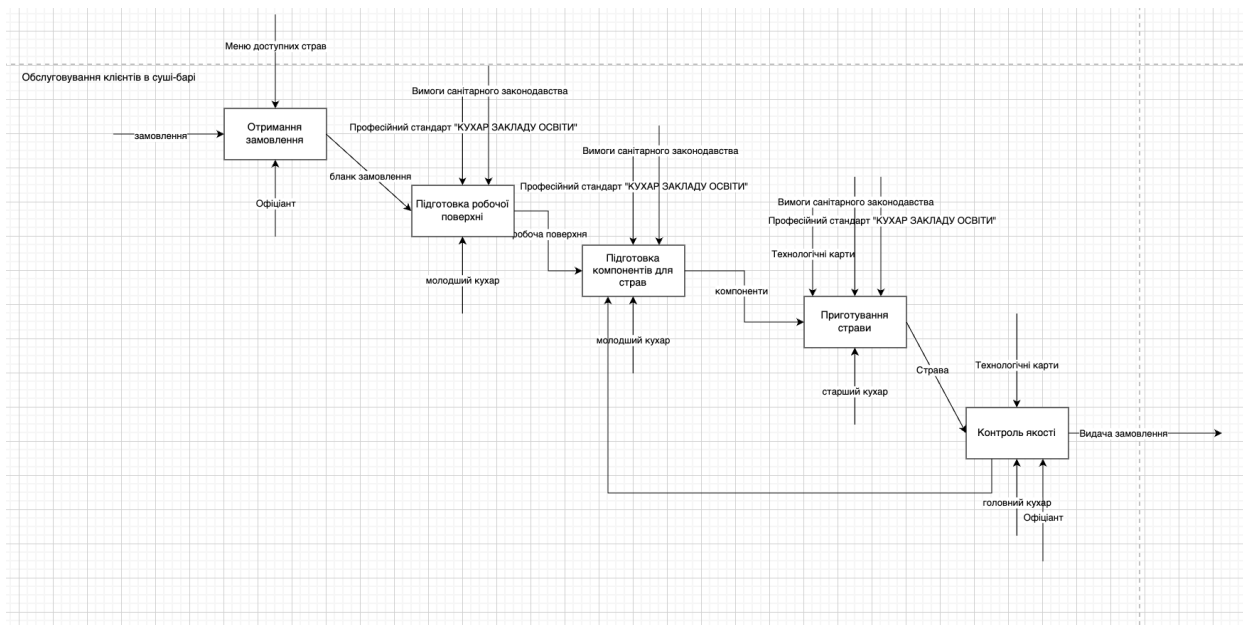 Меню доступних страв
Обслуговування клієнтів в суші-барі
Вимоги санітарного законодавства
Професійний стандарт "КУХАР ЗАКЛАДУ ОСВІТИ"
замовлення
Отримання
замовлення
бланк замовлення
Офіціант
Підготовка робочої
поверхні
робоча поверхня
молодший кухар
Вимоги санітарного законодавства
Професійний стандарт "КУХАР ЗАКЛАДУ ОСВІТИ"
Підготовка
компонентів для
страв
компоненти
молодший кухар
Вимоги санітарного законодавства
Професійний стандарт "КУХАР ЗАКЛАДУ ОСВІТИ"
Технологічні карти
Приготування
страви
старший кухар
Страва
Технологічні карти
Контроль якості
Видача замовлення
головний кухар
Офіціант